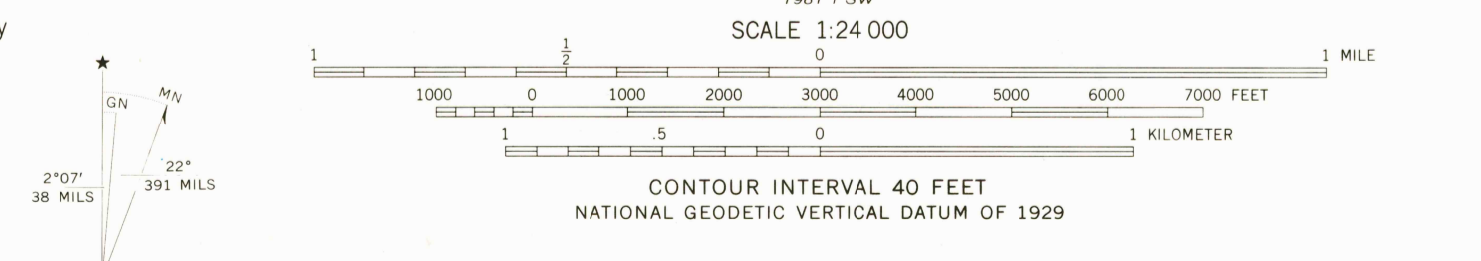 SCALE 1:24 000
1 1/2 0 1 MILE
1000 0 1000 2000 3000 4000 5000 6000 7000 FEET
1 .5 0 1 KILOMETER
CONTOUR INTERVAL 40 FEET
NATIONAL GEODETIC VERTICAL DATUM OF 1929
★
GN
MN
2°07′
38 MILS
22°
391 MILS